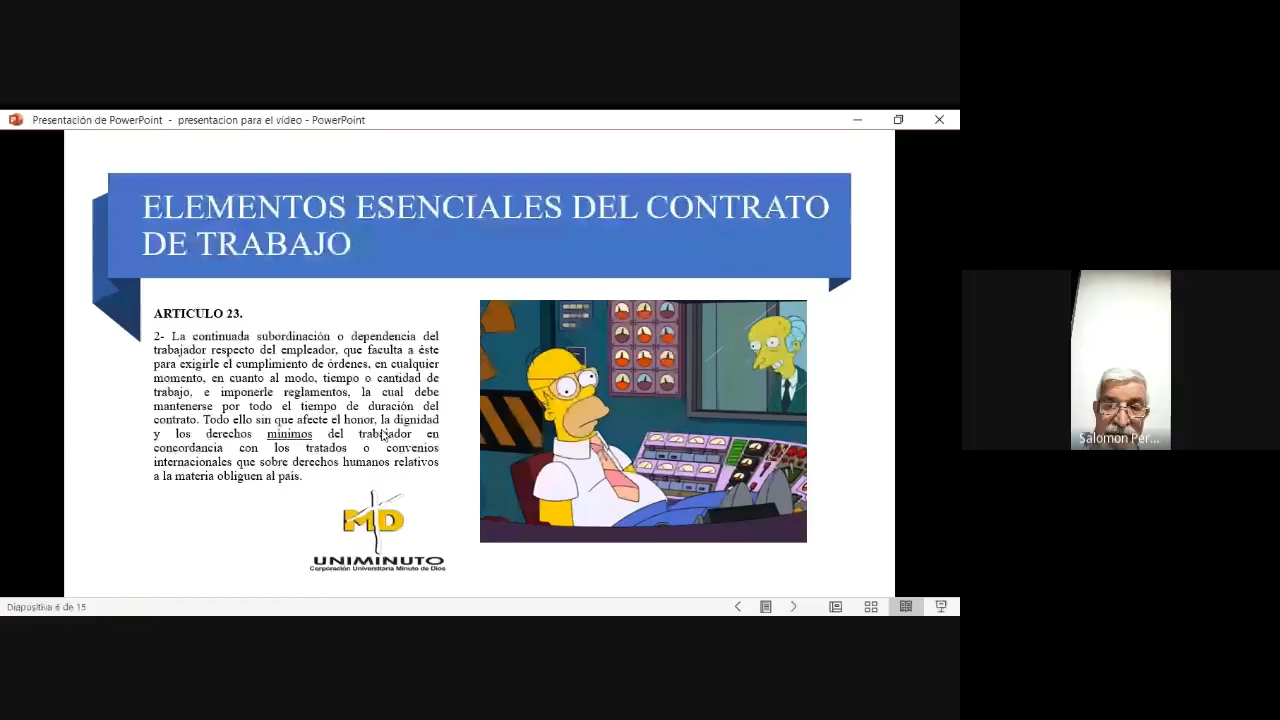 Presentación de PowerPoint - presentacion para el vídeo - PowerPoint
ELEMENTOS ESENCIALES DEL CONTRATO
DE TRABAJO
ARTICULO 23.
2- La continuada subordinación o dependencia del
trabajador respecto del empleador, que faculta a éste
para exigirle el cumplimiento de órdenes, en cualquier
momento, en cuanto al modo, tiempo o cantidad de
trabajo, e imponerle reglamentos, la cual debe
mantenerse por todo el tiempo de duración del
contrato. Todo ello sin que afecte el honor, la dignidad
y los derechos mínimos del trabajador en
concordancia con los tratados o convenios
internacionales que sobre derechos humanos relativos
a la materia obliguen al país.
MD
UNIMINUTO
Corporación Universitaria Minuto de Dios
Salomon Per...
Diapositiva 6 de 15